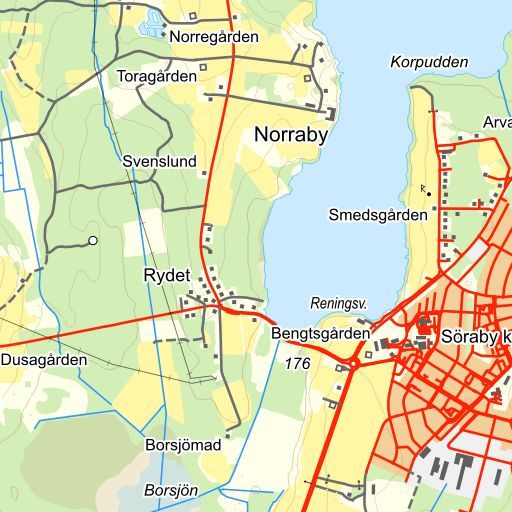 Norregården
Korpudden
Toragården
Norraby
Arva
Svenslund
R
Smedsgården
Rydet
Reningsv.
Bengtsgården
Söraby k
Dusagården
176
Borsjömad
Borsjön